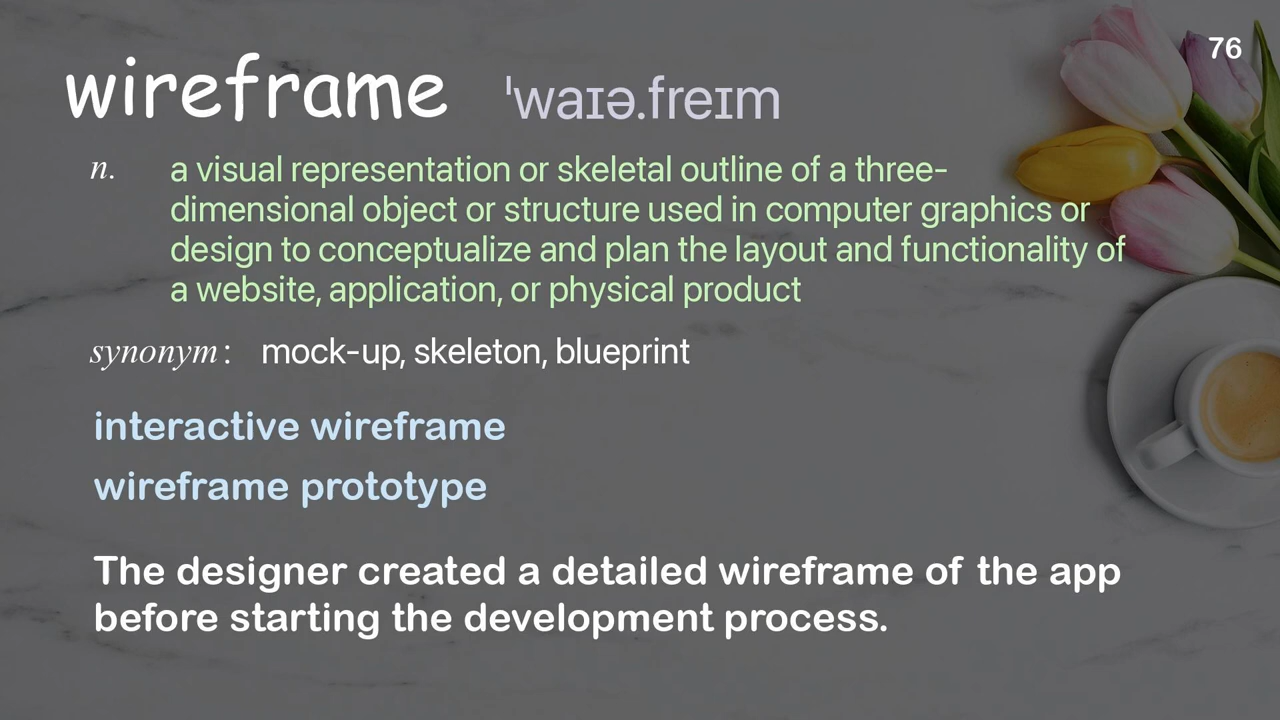 76
wireframe ˈwaɪə.freɪm
n. a visual representation or skeletal outline of a three-
dimensional object or structure used in computer graphics or
design to conceptualize and plan the layout and functionality of
a website, application, or physical product
synonym: mock-up, skeleton, blueprint
interactive wireframe
wireframe prototype
The designer created a detailed wireframe of the app
before starting the development process.